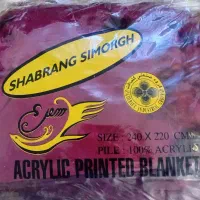 SHABRANG SIMORGH
SIZE : 240 X 220 CMS
PILE : 100% ACRYLIC
ACRYLIC PRINTED BLANKET